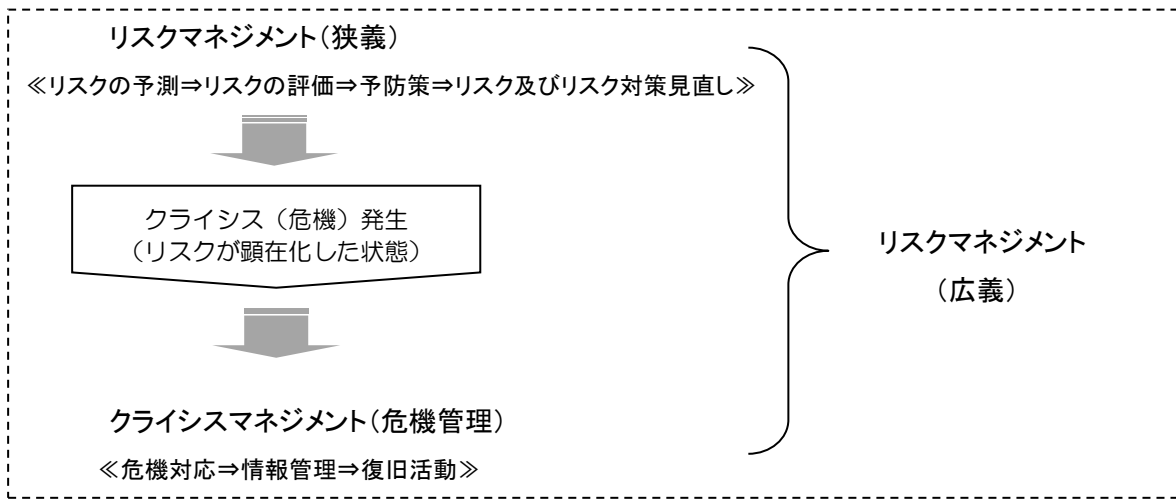 リスクマネジメント(狭義)
≪リスクの予測⇒リスクの評価⇒予防策⇒リスク及びリスク対策見直し≫
クライシス(危機)発生
(リスクが顕在化した状態)
リスクマネジメント
(広義)
クライシスマネジメント(危機管理)
≪危機対応⇒情報管理⇒復旧活動≫